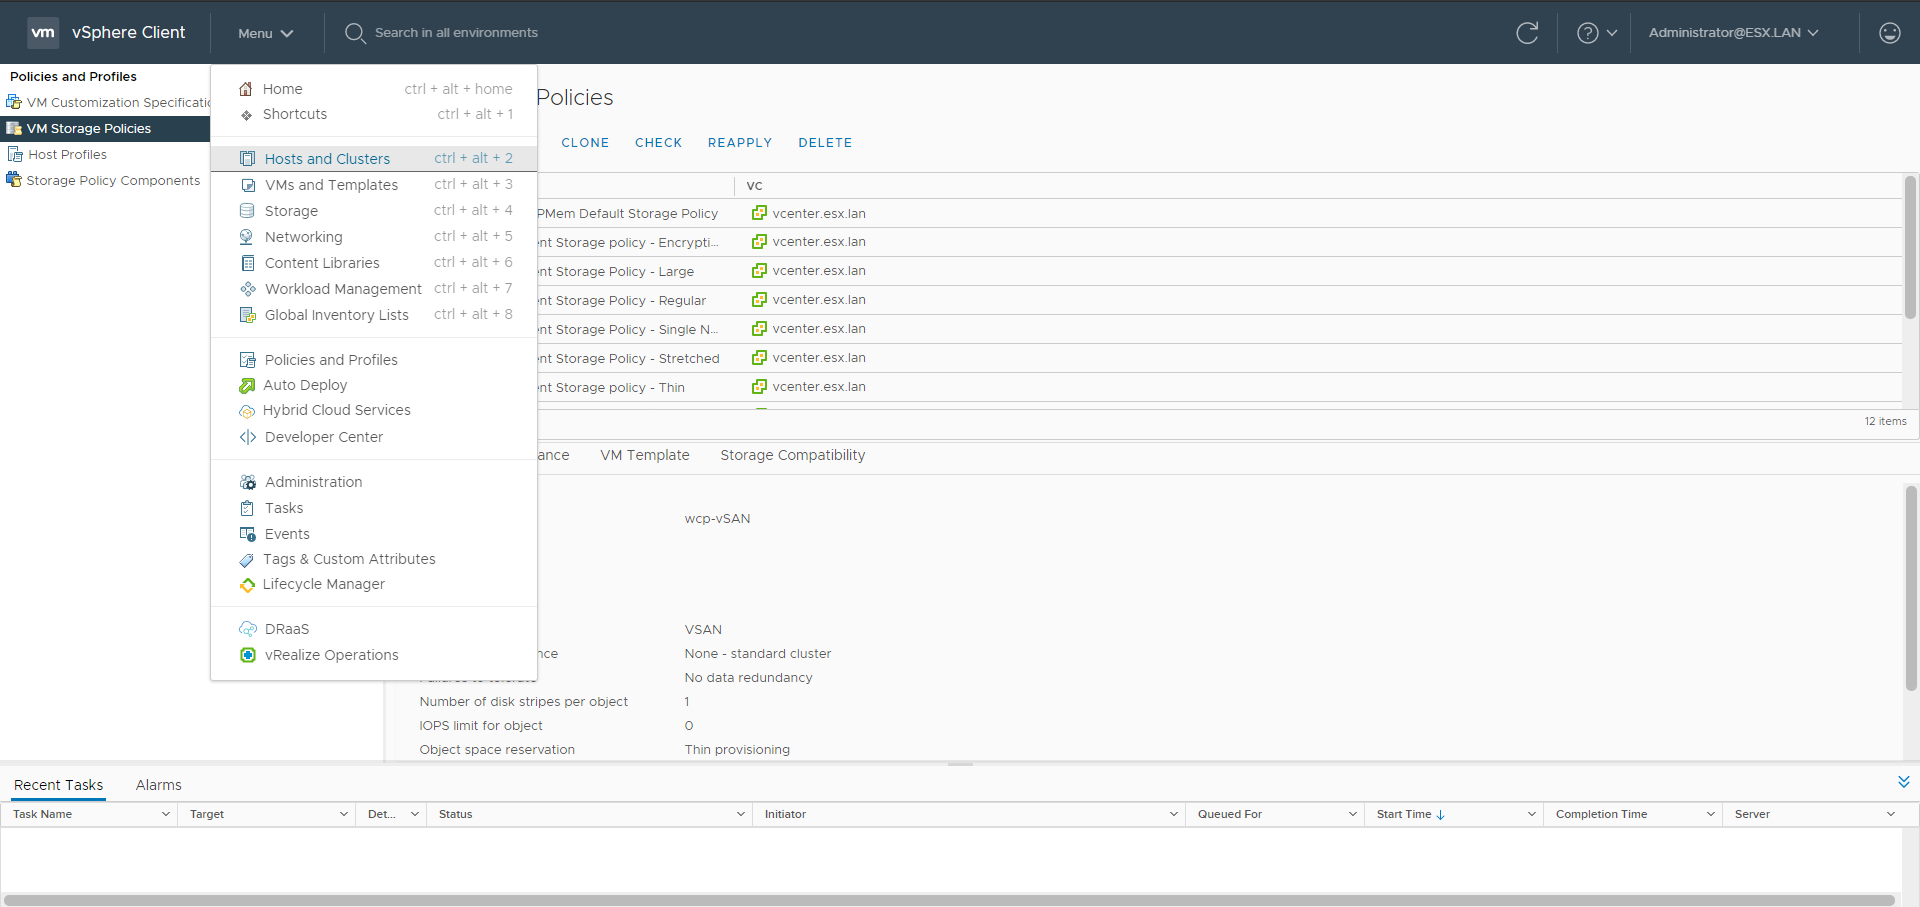 vm vSphere Client Menu Search in all environments Administrator@ESX.LAN
Policies and Profiles
VM Customization Specificatio
VM Storage Policies
Host Profiles
Storage Policy Components
Home ctrl + alt + home
Shortcuts ctrl + alt + 1
Hosts and Clusters ctrl + alt + 2
VMs and Templates ctrl + alt + 3
Storage ctrl + alt + 4
Networking ctrl + alt + 5
Content Libraries ctrl + alt + 6
Workload Management ctrl + alt + 7
Global Inventory Lists ctrl + alt + 8
Policies and Profiles
Auto Deploy
Hybrid Cloud Services
Developer Center
Administration
Tasks
Events
Tags & Custom Attributes
Lifecycle Manager
DRaaS
vRealize Operations
Policies
CLONE CHECK REAPPLY DELETE
VC
PMem Default Storage Policy vcenter.esx.lan
nt Storage policy - Encrypti... vcenter.esx.lan
nt Storage Policy - Large vcenter.esx.lan
nt Storage Policy - Regular vcenter.esx.lan
nt Storage Policy - Single N... vcenter.esx.lan
nt Storage Policy - Stretched vcenter.esx.lan
nt Storage policy - Thin vcenter.esx.lan
12 items
ance VM Template Storage Compatibility
wcp-vSAN
VSAN
nce None - standard cluster
No data redundancy
Number of disk stripes per object 1
IOPS limit for object 0
Object space reservation Thin provisioning
Recent Tasks Alarms
Task Name Target Det... Status Initiator Queued For Start Time Completion Time Server